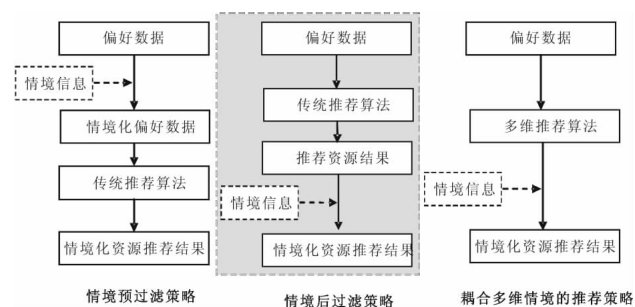 偏好数据
情境信息
情境化偏好数据
传统推荐算法
情境化资源推荐结果
情境预过滤策略
偏好数据
传统推荐算法
推荐资源结果
情境信息
情境化资源推荐结果
情境后过滤策略
偏好数据
多维推荐算法
情境信息
情境化资源推荐结果
耦合多维情境的推荐策略